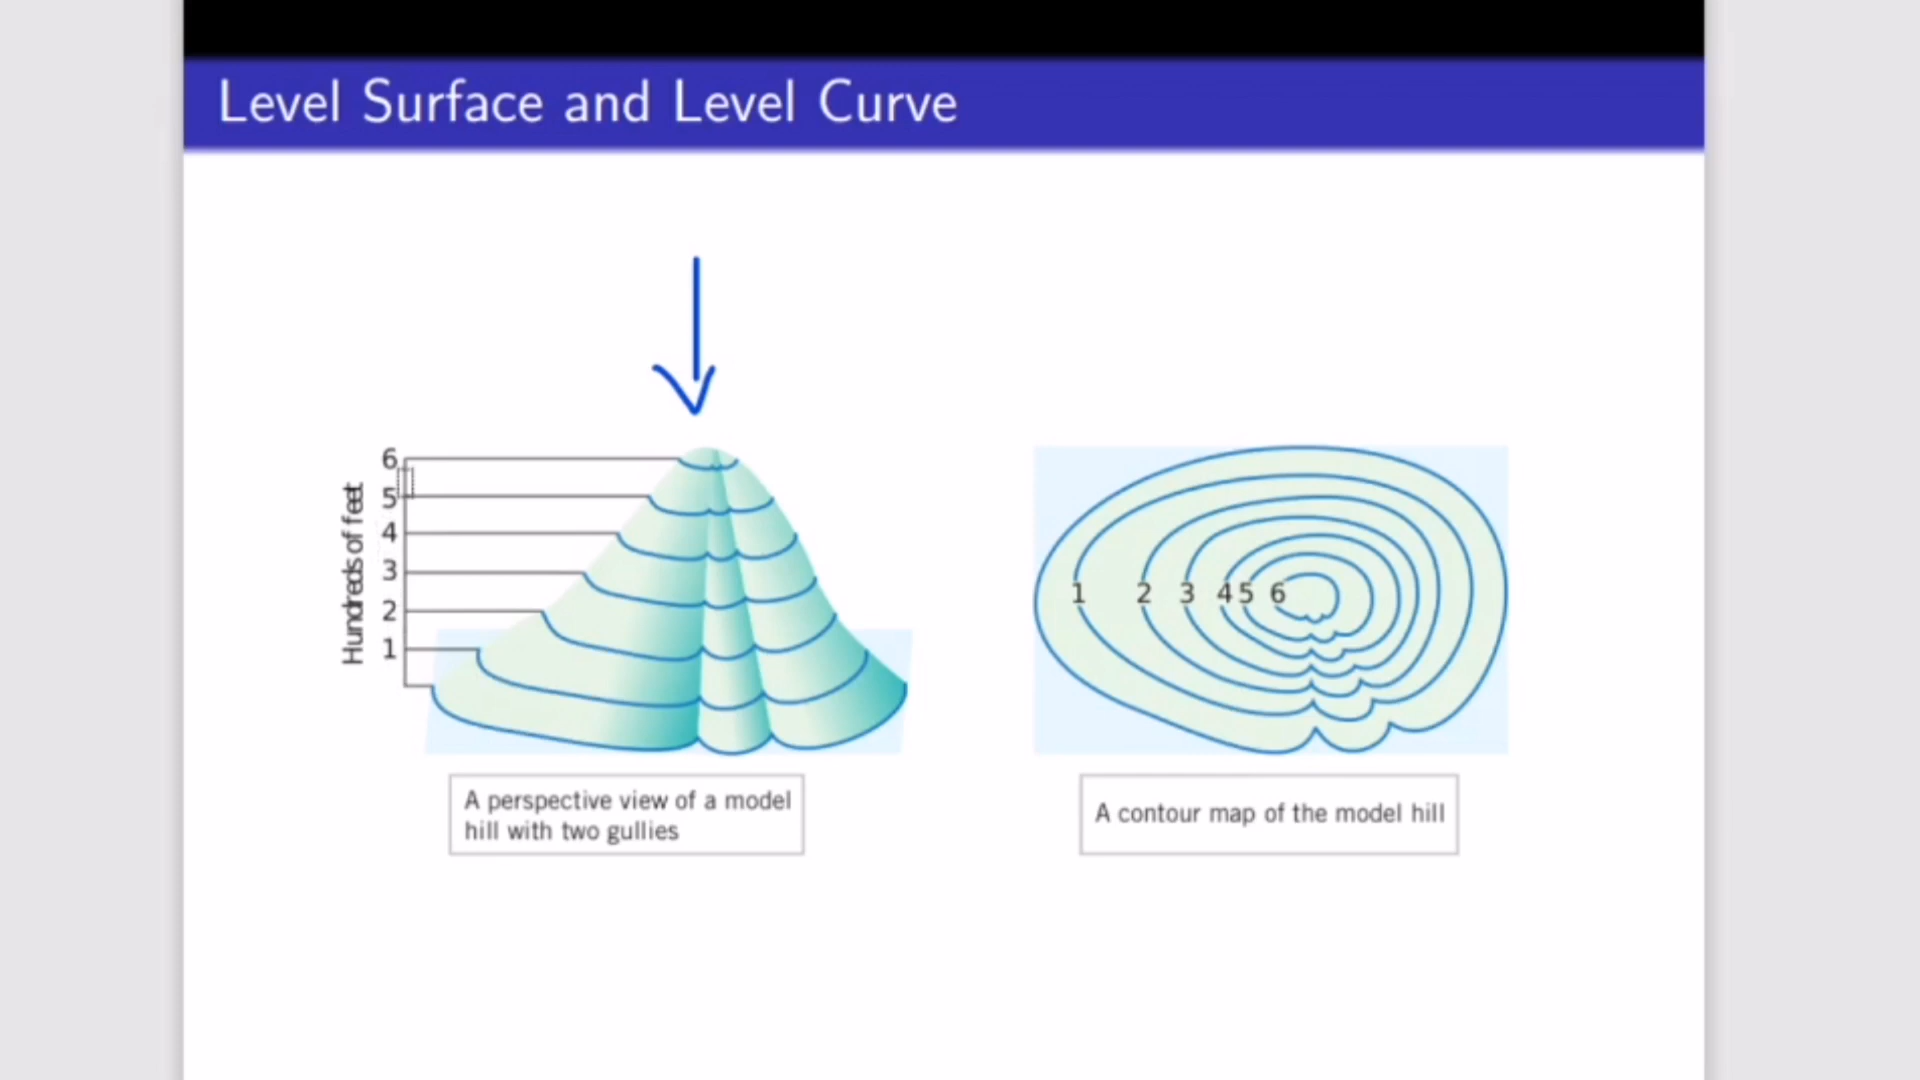 Level Surface and Level Curve
Hundreds of feet
6
5
4
3
2
1
1 2 3 4 5 6
A perspective view of a model
hill with two gullies
A contour map of the model hill